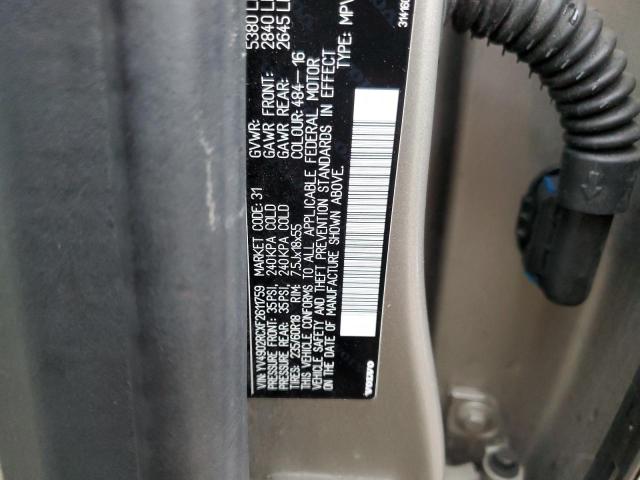 VIN: YV4902RCXF2611759 MARKET CODE: 31 GVWR: 5380 L
PRESSURE FRONT: 35PSI, 240KPA COLD GAWR FRONT: 2840 L
PRESSURE REAR: 35PSI, 240KPA COLD GAWR REAR: 2645 L
TIRES: 235/60R18 RIM: 7,5Jx18x55 COLOUR: 484–16
THIS VEHICLE CONFORMS TO ALL APPLICABLE FEDERAL MOTOR
VEHICLE SAFETY AND THEFT PREVENTION STANDARDS IN EFFECT
ON THE DATE OF MANUFACTURE SHOWN ABOVE.
TYPE: MPV
VOLVO